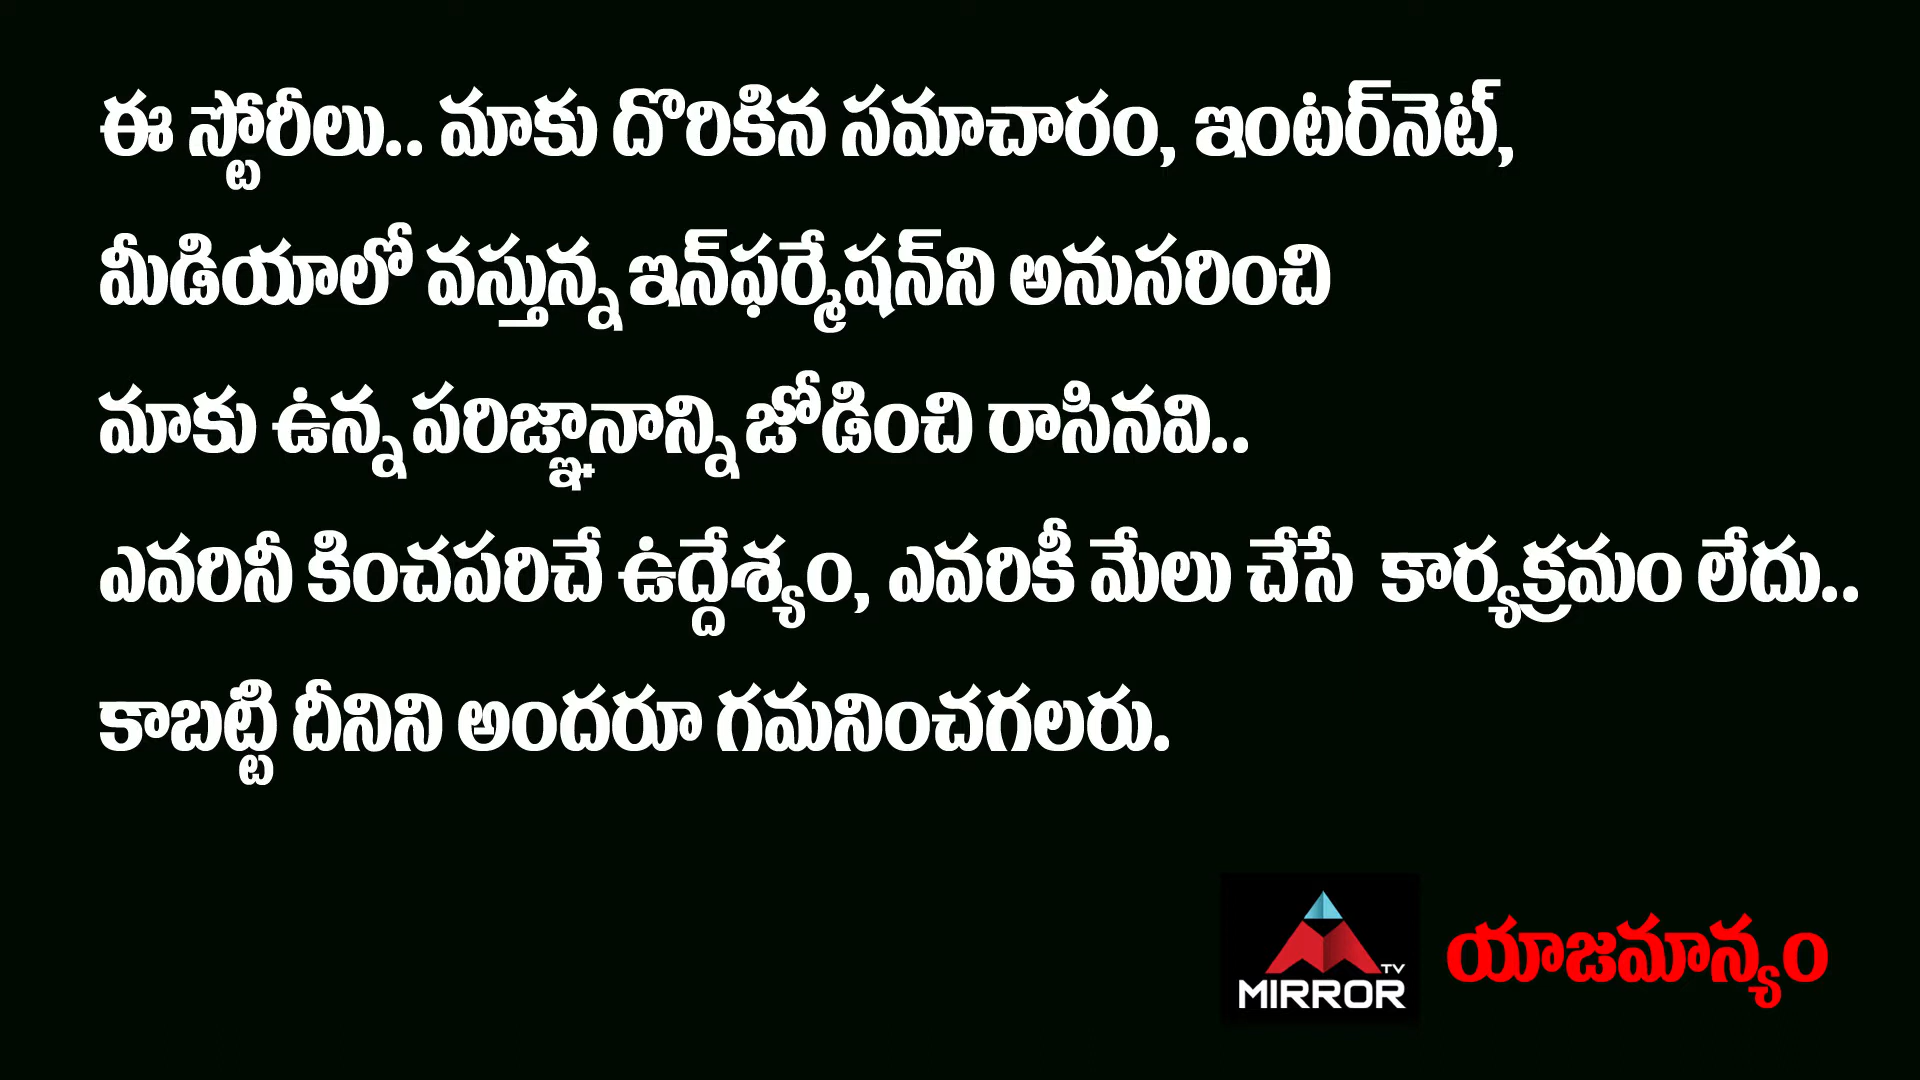 ఈ స్టోరీలు.. మాకు దొరికిన సమాచారం, ఇంటర్‌నెట్,
మీడియాలో వస్తున్న ఇన్‌ఫర్మేషన్‌ని అనుసరించి
మాకు ఉన్న పరిజ్ఞానాన్ని జోడించి రాసినవి..
ఎవరినీ కించపరిచే ఉద్దేశ్యం, ఎవరికీ మేలు చేసే కార్యక్రమం లేదు..
కాబట్టి దీనిని అందరూ గమనించగలరు.
TV
MIRROR
యాజమాన్యం